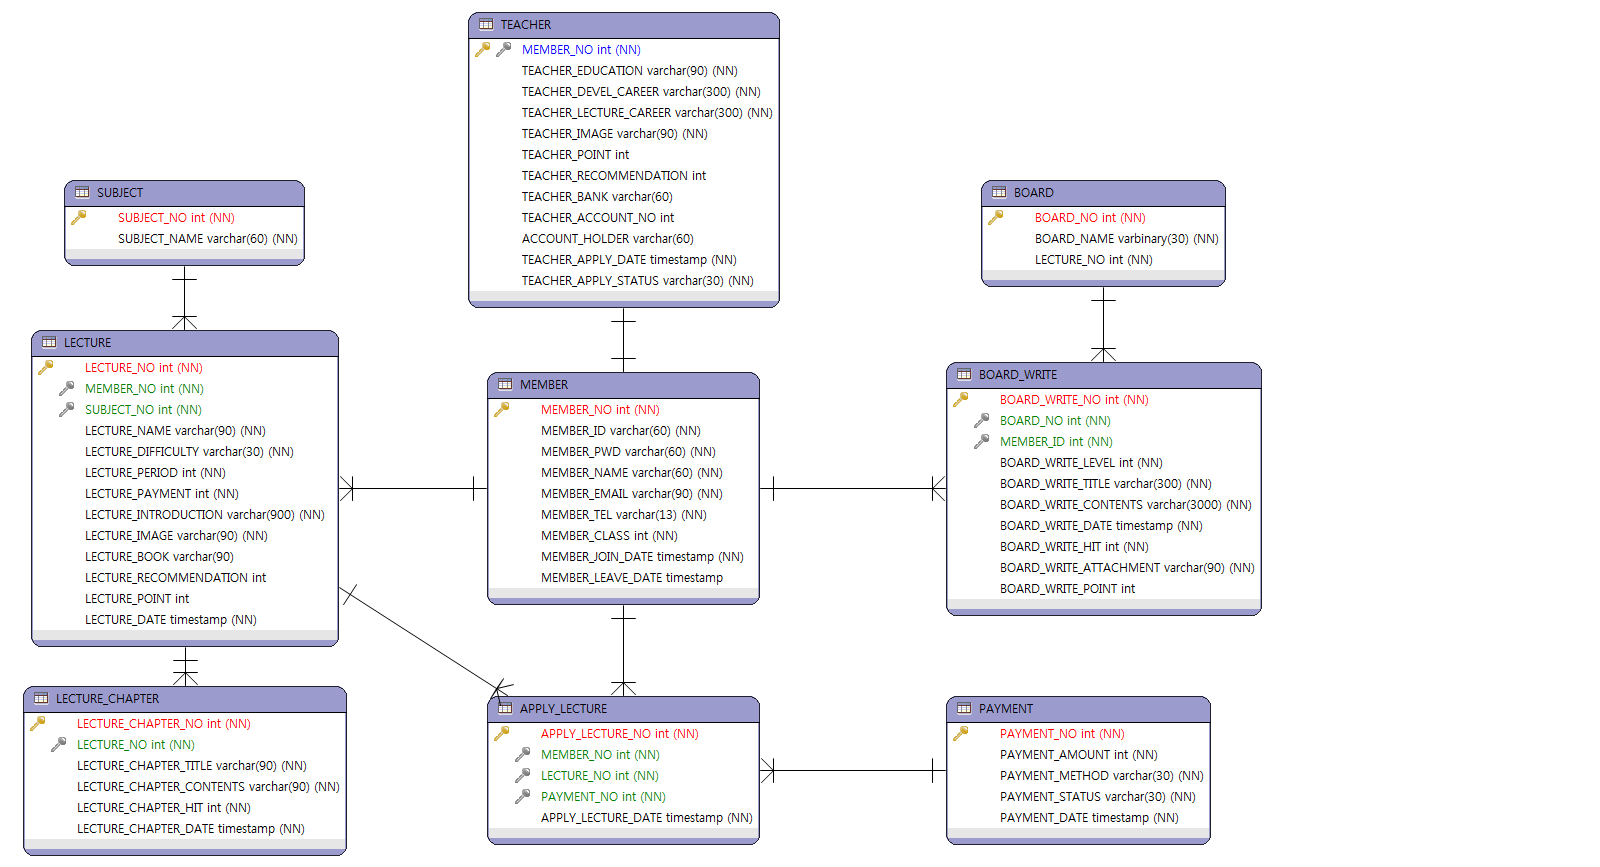 TEACHER
MEMBER_NO int (NN)
TEACHER_EDUCATION varchar(90) (NN)
TEACHER_DEVEL_CAREER varchar(300) (NN)
TEACHER_LECTURE_CAREER varchar(300) (NN)
TEACHER_IMAGE varchar(90) (NN)
TEACHER_POINT int
TEACHER_RECOMMENDATION int
TEACHER_BANK varchar(60)
TEACHER_ACCOUNT_NO int
ACCOUNT_HOLDER varchar(60)
TEACHER_APPLY_DATE timestamp (NN)
TEACHER_APPLY_STATUS varchar(30) (NN)
SUBJECT
SUBJECT_NO int (NN)
SUBJECT_NAME varchar(60) (NN)
BOARD
BOARD_NO int (NN)
BOARD_NAME varbinary(30) (NN)
LECTURE_NO int (NN)
LECTURE
LECTURE_NO int (NN)
MEMBER_NO int (NN)
SUBJECT_NO int (NN)
LECTURE_NAME varchar(90) (NN)
LECTURE_DIFFICULTY varchar(30) (NN)
LECTURE_PERIOD int (NN)
LECTURE_PAYMENT int (NN)
LECTURE_INTRODUCTION varchar(900) (NN)
LECTURE_IMAGE varchar(90) (NN)
LECTURE_BOOK varchar(90)
LECTURE_RECOMMENDATION int
LECTURE_POINT int
LECTURE_DATE timestamp (NN)
MEMBER
MEMBER_NO int (NN)
MEMBER_ID varchar(60) (NN)
MEMBER_PWD varchar(60) (NN)
MEMBER_NAME varchar(60) (NN)
MEMBER_EMAIL varchar(90) (NN)
MEMBER_TEL varchar(13) (NN)
MEMBER_CLASS int (NN)
MEMBER_JOIN_DATE timestamp (NN)
MEMBER_LEAVE_DATE timestamp
BOARD_WRITE
BOARD_WRITE_NO int (NN)
BOARD_NO int (NN)
MEMBER_ID int (NN)
BOARD_WRITE_LEVEL int (NN)
BOARD_WRITE_TITLE varchar(300) (NN)
BOARD_WRITE_CONTENTS varchar(3000) (NN)
BOARD_WRITE_DATE timestamp (NN)
BOARD_WRITE_HIT int (NN)
BOARD_WRITE_ATTACHMENT varchar(90) (NN)
BOARD_WRITE_POINT int
LECTURE_CHAPTER
LECTURE_CHAPTER_NO int (NN)
LECTURE_NO int (NN)
LECTURE_CHAPTER_TITLE varchar(90) (NN)
LECTURE_CHAPTER_CONTENTS varchar(90) (NN)
LECTURE_CHAPTER_HIT int (NN)
LECTURE_CHAPTER_DATE timestamp (NN)
APPLY_LECTURE
APPLY_LECTURE_NO int (NN)
MEMBER_NO int (NN)
LECTURE_NO int (NN)
PAYMENT_NO int (NN)
APPLY_LECTURE_DATE timestamp (NN)
PAYMENT
PAYMENT_NO int (NN)
PAYMENT_AMOUNT int (NN)
PAYMENT_METHOD varchar(30) (NN)
PAYMENT_STATUS varchar(30) (NN)
PAYMENT_DATE timestamp (NN)